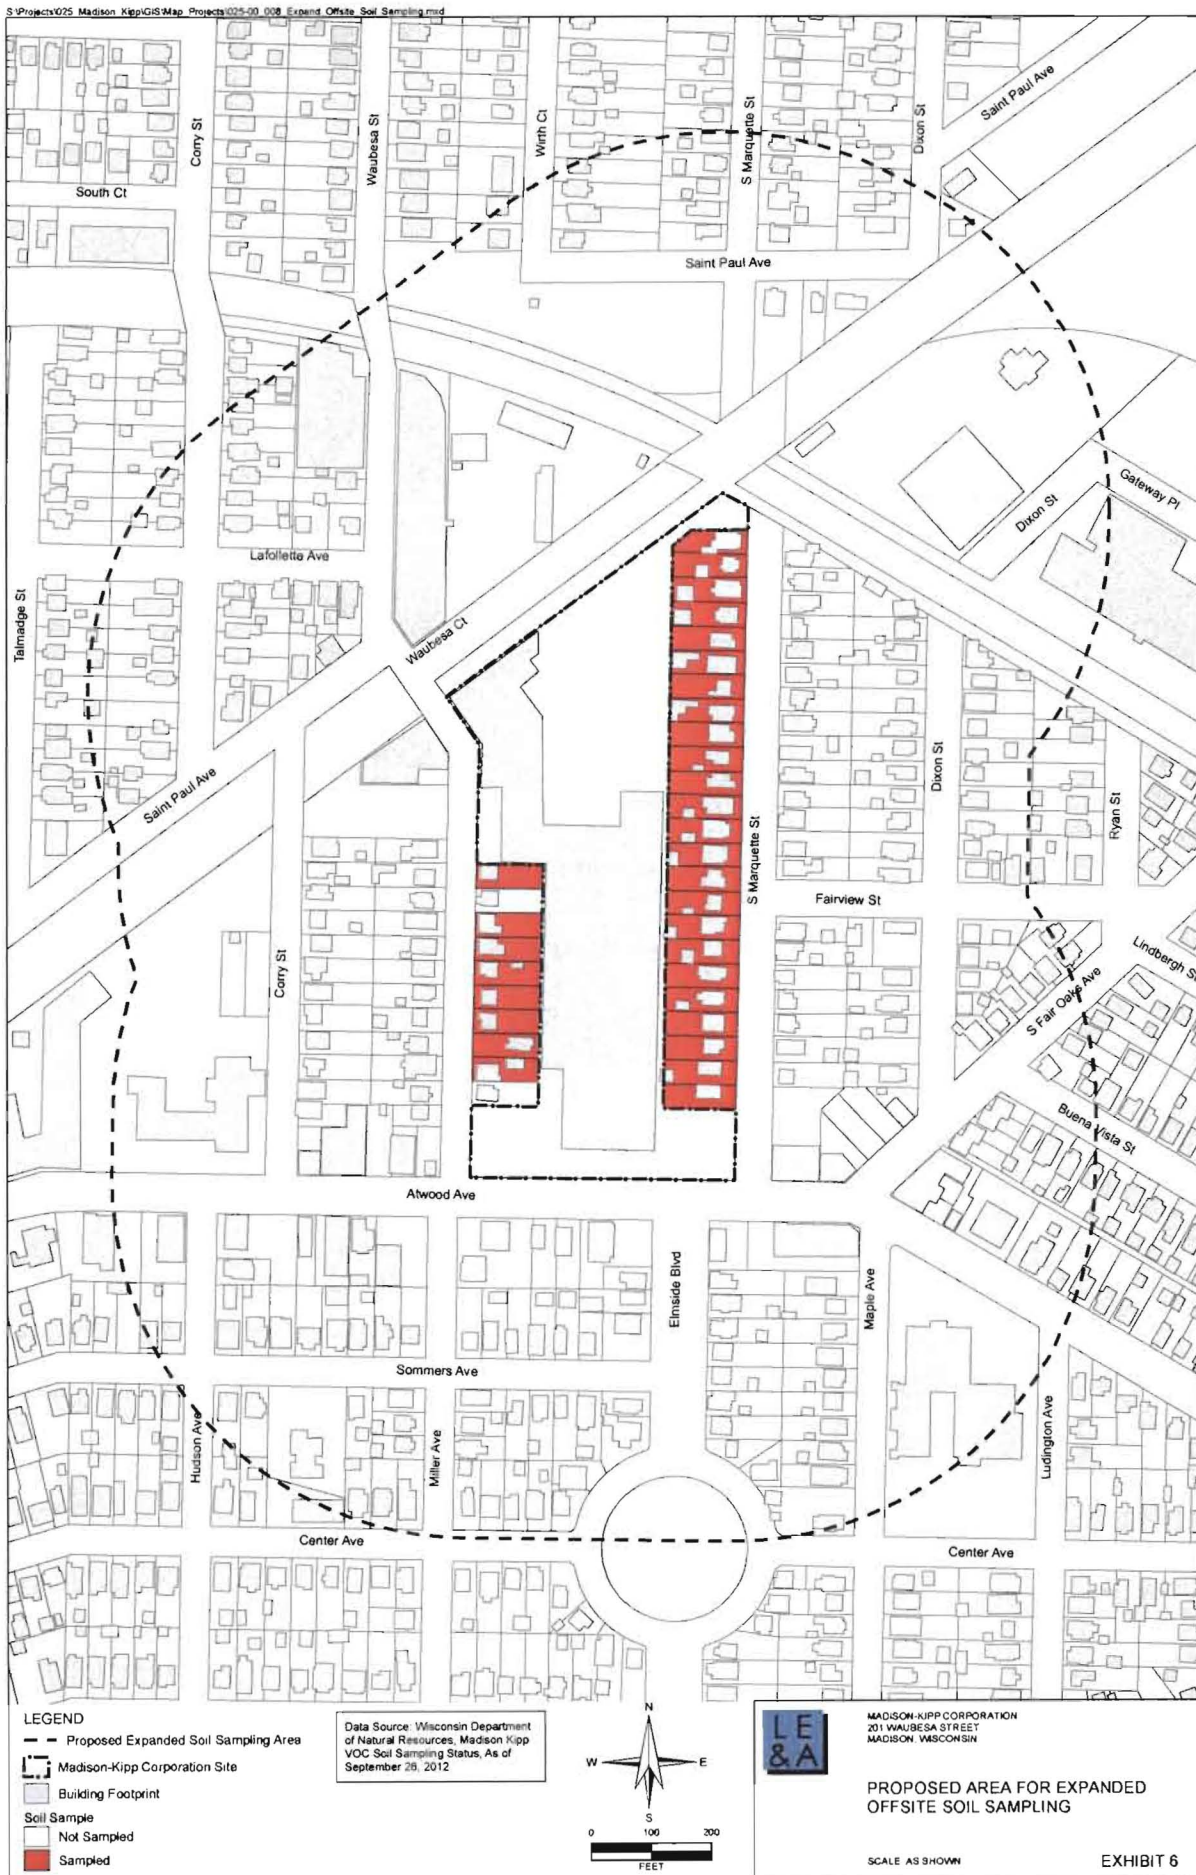 S:\Projects\025_Madison_Kipp\GIS\Map_Projects\025-00_008_Expand_Offsite_Soil_Sampling.mxd
Saint Paul Ave
Corry St
Waubesa St
Wirth Ct
S Marquette St
Dixon St
South Ct
Saint Paul Ave
Gateway Pl
Dixon St
Lafollette Ave
Talmadge St
Waubesa Ct
Saint Paul Ave
Dixon St
Ryan St
S Marquette St
Fairview St
Lindbergh St
Corry St
S Fair Oaks Ave
Buena Vista St
Atwood Ave
Elmside Blvd
Maple Ave
Sommers Ave
Hudson Ave
Miller Ave
Ludington Ave
Center Ave
Center Ave
LEGEND
Proposed Expanded Soil Sampling Area
Madison-Kipp Corporation Site
Building Footprint
Soil Sample
Not Sampled
Sampled
Data Source: Wisconsin Department
of Natural Resources, Madison Kipp
VOC Soil Sampling Status, As of
September 26, 2012
N
W E
S
0 100 200
FEET
LE
&A
MADISON-KIPP CORPORATION
201 WAUBESA STREET
MADISON, WISCONSIN
PROPOSED AREA FOR EXPANDED
OFFSITE SOIL SAMPLING
SCALE AS SHOWN
EXHIBIT 6